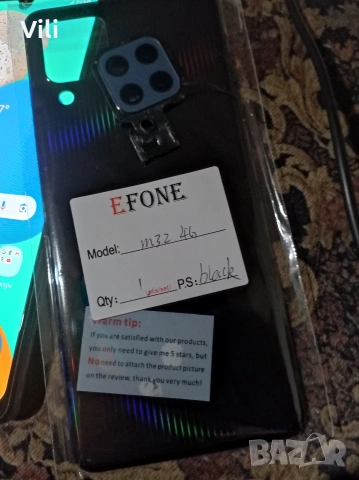 Vili
7°
EFONE
Model: m32 4G
Qty: 1 P.S: black
Warm tip:
If you are satisfied with our products,
you only need to give me 5 stars, but
No need to attach the product picture
on the review, thank you very much!
BAZAR